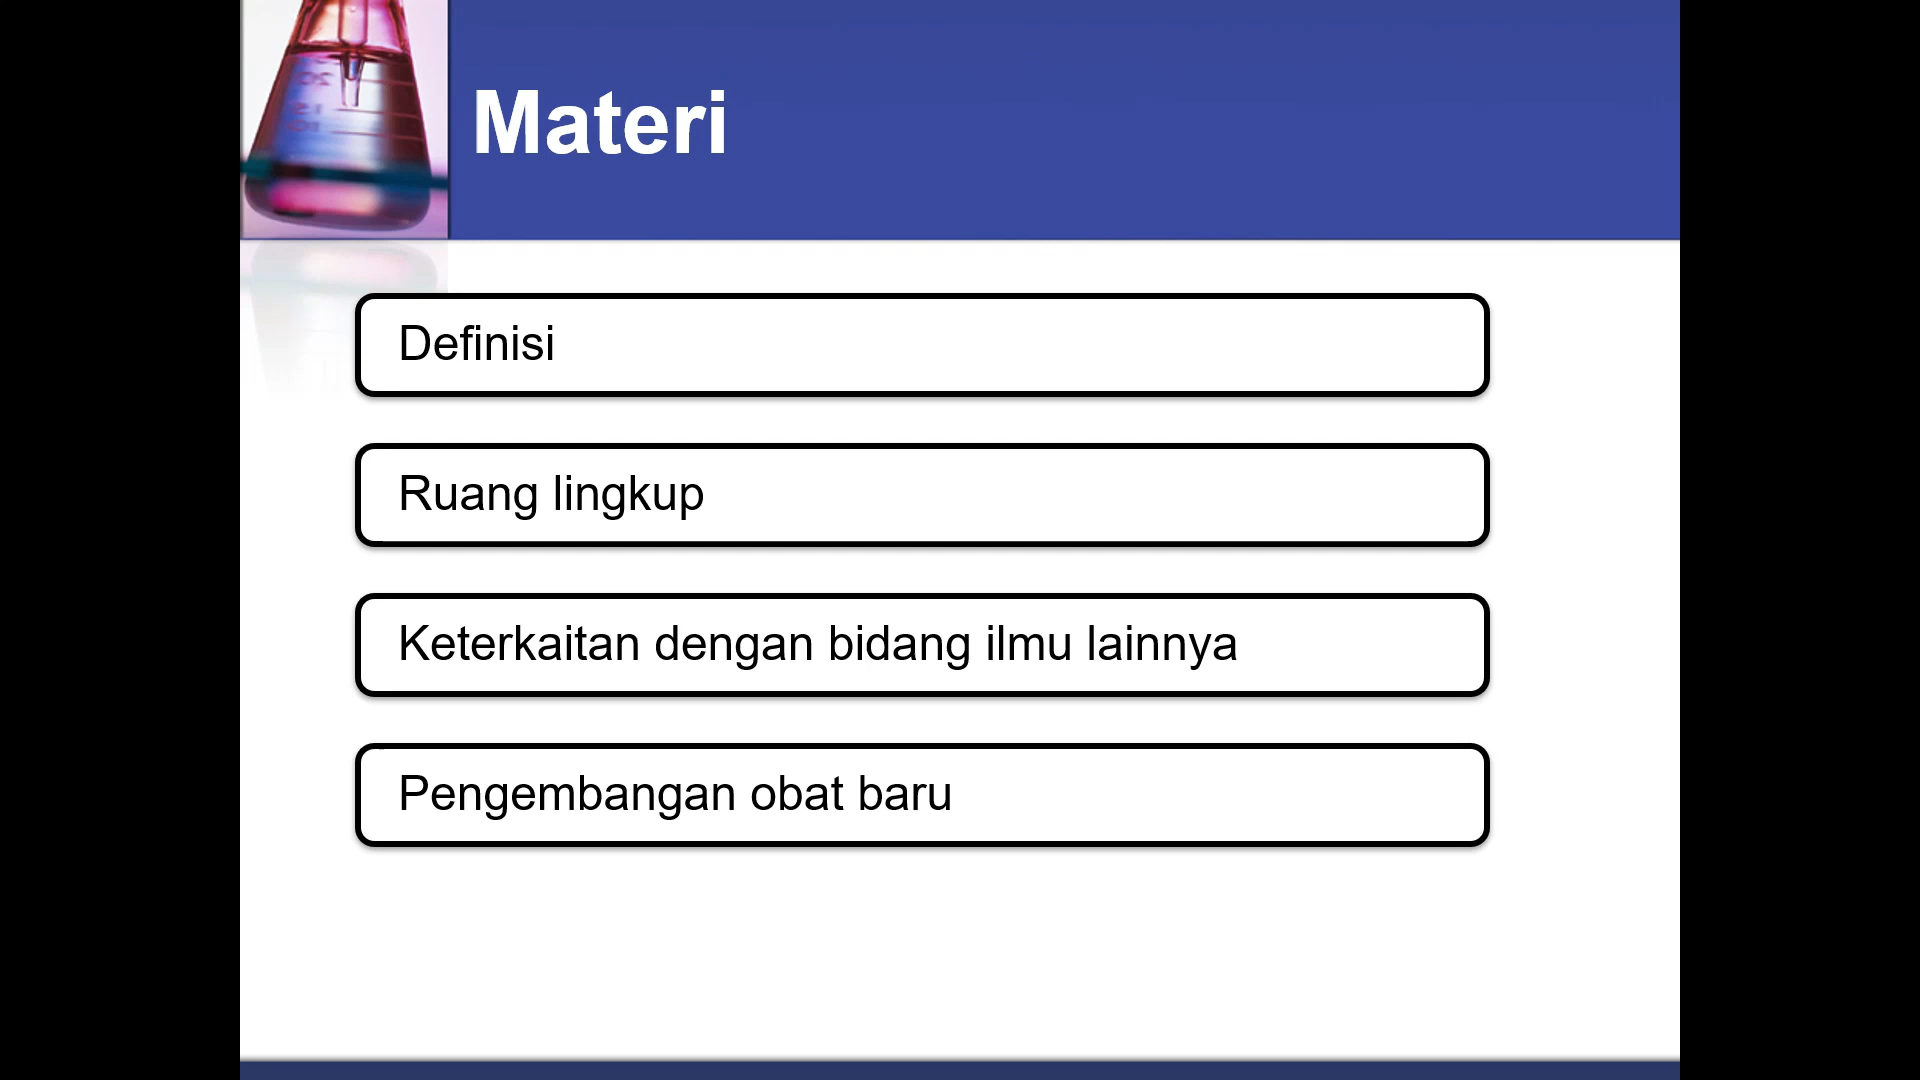 Materi
Definisi
Ruang lingkup
Keterkaitan dengan bidang ilmu lainnya
Pengembangan obat baru